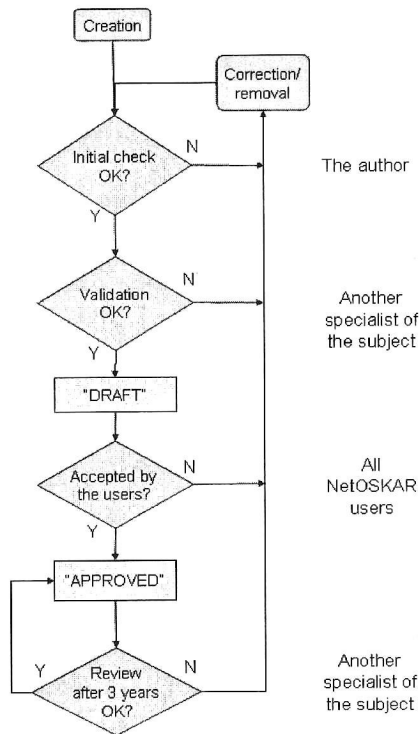 Creation
Correction/
removal
Initial check
OK?
N
Y
The author
Validation
OK?
N
Y
Another
specialist of
the subject
"DRAFT"
Accepted by
the users?
N
Y
All
NetOSKAR
users
"APPROVED"
Review
after 3 years
OK?
Y
N
Another
specialist of
the subject